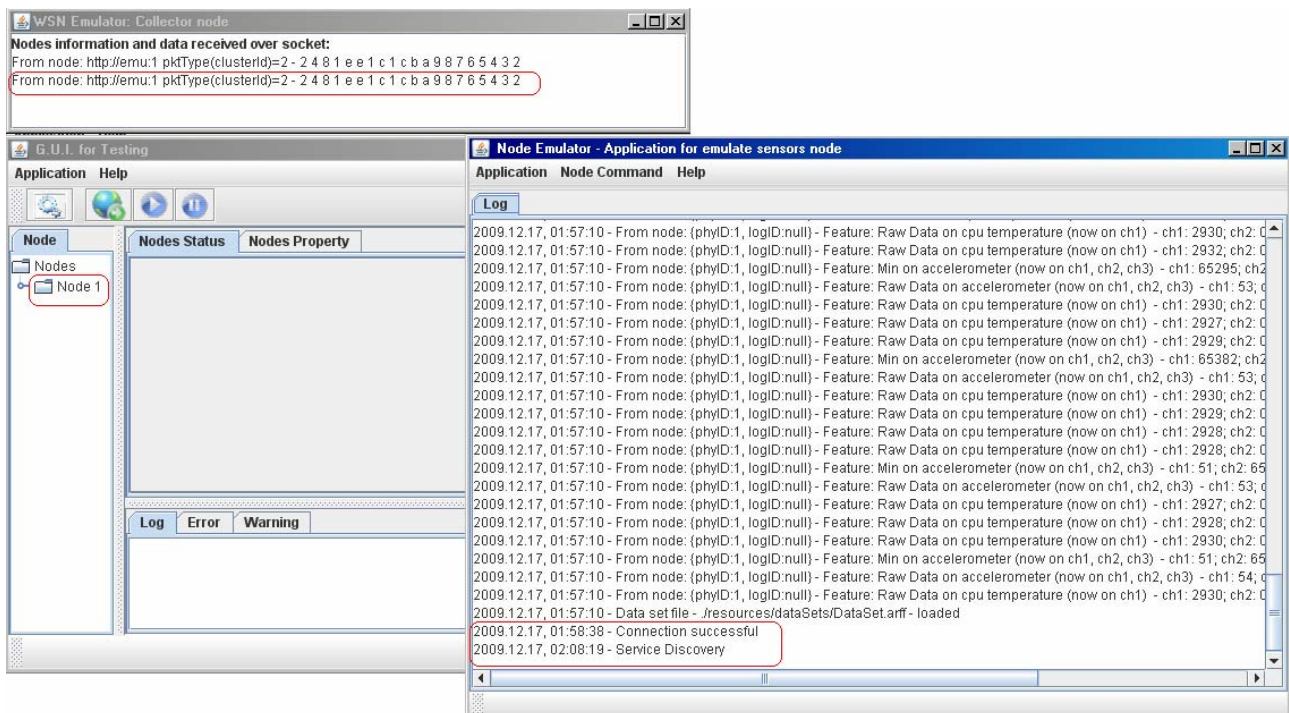 WSN Emulator: Collector node
Nodes information and data received over socket:
From node: http://emu:1 pktType(clusterId)=2 - 2 4 8 1 e e 1 c 1 c b a 9 8 7 6 5 4 3 2
From node: http://emu:1 pktType(clusterId)=2 - 2 4 8 1 e e 1 c 1 c b a 9 8 7 6 5 4 3 2
G.U.I. for Testing
Application Help
Node
Nodes
Node 1
Nodes Status Nodes Property
Log Error Warning
Node Emulator - Application for emulate sensors node
Application Node Command Help
Log
2009.12.17, 01:57:10 - From node: {phyID:1, logID:null} - Feature: Raw Data on cpu temperature (now on ch1) - ch1: 2930; ch2: 0
2009.12.17, 01:57:10 - From node: {phyID:1, logID:null} - Feature: Raw Data on cpu temperature (now on ch1) - ch1: 2932; ch2: 0
2009.12.17, 01:57:10 - From node: {phyID:1, logID:null} - Feature: Min on accelerometer (now on ch1, ch2, ch3) - ch1: 65295; ch2
2009.12.17, 01:57:10 - From node: {phyID:1, logID:null} - Feature: Raw Data on accelerometer (now on ch1, ch2, ch3) - ch1: 53; c
2009.12.17, 01:57:10 - From node: {phyID:1, logID:null} - Feature: Raw Data on cpu temperature (now on ch1) - ch1: 2930; ch2: 0
2009.12.17, 01:57:10 - From node: {phyID:1, logID:null} - Feature: Raw Data on cpu temperature (now on ch1) - ch1: 2927; ch2: 0
2009.12.17, 01:57:10 - From node: {phyID:1, logID:null} - Feature: Raw Data on cpu temperature (now on ch1) - ch1: 2929; ch2: 0
2009.12.17, 01:57:10 - From node: {phyID:1, logID:null} - Feature: Min on accelerometer (now on ch1, ch2, ch3) - ch1: 65382; ch2
2009.12.17, 01:57:10 - From node: {phyID:1, logID:null} - Feature: Raw Data on accelerometer (now on ch1, ch2, ch3) - ch1: 53; c
2009.12.17, 01:57:10 - From node: {phyID:1, logID:null} - Feature: Raw Data on cpu temperature (now on ch1) - ch1: 2930; ch2: 0
2009.12.17, 01:57:10 - From node: {phyID:1, logID:null} - Feature: Raw Data on cpu temperature (now on ch1) - ch1: 2929; ch2: 0
2009.12.17, 01:57:10 - From node: {phyID:1, logID:null} - Feature: Raw Data on cpu temperature (now on ch1) - ch1: 2928; ch2: 0
2009.12.17, 01:57:10 - From node: {phyID:1, logID:null} - Feature: Raw Data on cpu temperature (now on ch1) - ch1: 2928; ch2: 0
2009.12.17, 01:57:10 - From node: {phyID:1, logID:null} - Feature: Min on accelerometer (now on ch1, ch2, ch3) - ch1: 51; ch2: 65
2009.12.17, 01:57:10 - From node: {phyID:1, logID:null} - Feature: Raw Data on accelerometer (now on ch1, ch2, ch3) - ch1: 53; c
2009.12.17, 01:57:10 - From node: {phyID:1, logID:null} - Feature: Raw Data on cpu temperature (now on ch1) - ch1: 2927; ch2: 0
2009.12.17, 01:57:10 - From node: {phyID:1, logID:null} - Feature: Raw Data on cpu temperature (now on ch1) - ch1: 2928; ch2: 0
2009.12.17, 01:57:10 - From node: {phyID:1, logID:null} - Feature: Raw Data on cpu temperature (now on ch1) - ch1: 2930; ch2: 0
2009.12.17, 01:57:10 - From node: {phyID:1, logID:null} - Feature: Min on accelerometer (now on ch1, ch2, ch3) - ch1: 51; ch2: 65
2009.12.17, 01:57:10 - From node: {phyID:1, logID:null} - Feature: Raw Data on accelerometer (now on ch1, ch2, ch3) - ch1: 54; c
2009.12.17, 01:57:10 - From node: {phyID:1, logID:null} - Feature: Raw Data on cpu temperature (now on ch1) - ch1: 2930; ch2: 0
2009.12.17, 01:57:10 - Data set file - ./resources/dataSets/DataSet.arff - loaded
2009.12.17, 01:58:38 - Connection successful
2009.12.17, 02:08:19 - Service Discovery